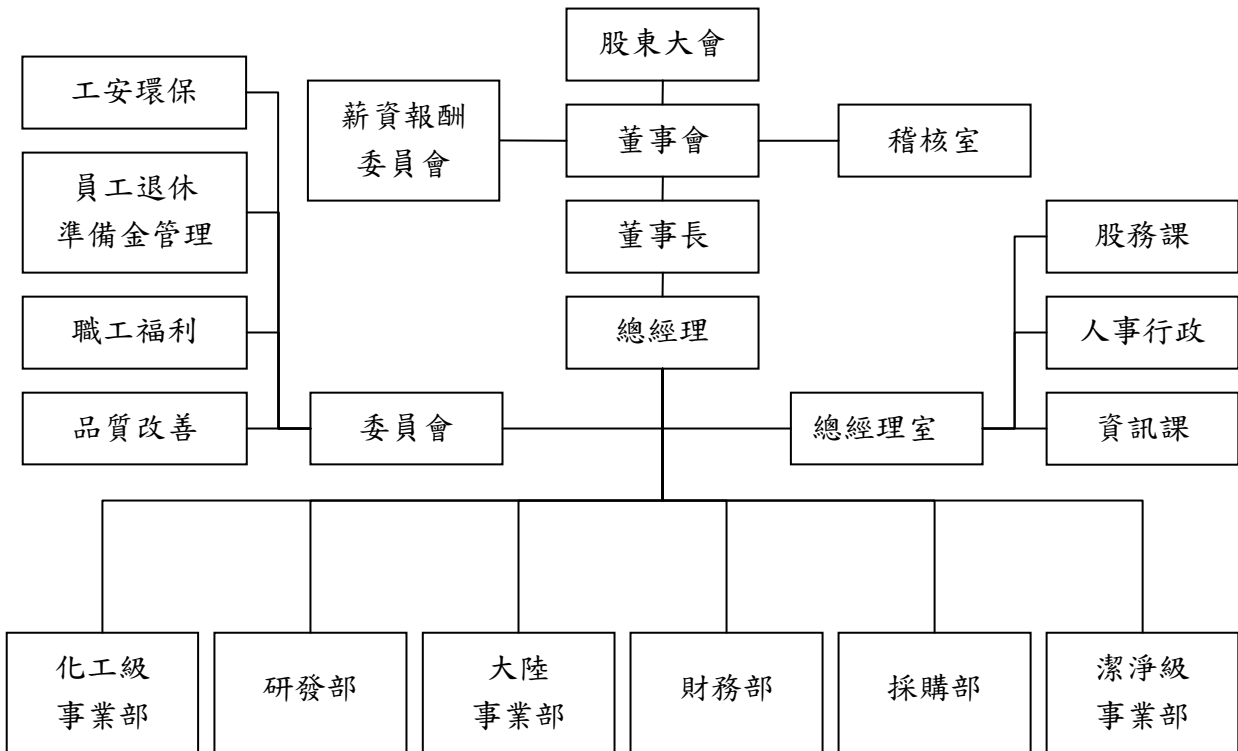 股東大會
工安環保
薪資報酬
委員會
董事會
稽核室
員工退休
準備金管理
董事長
股務課
職工福利
總經理
人事行政
品質改善
委員會
總經理室
資訊課
化工級
事業部
研發部
大陸
事業部
財務部
採購部
潔淨級
事業部